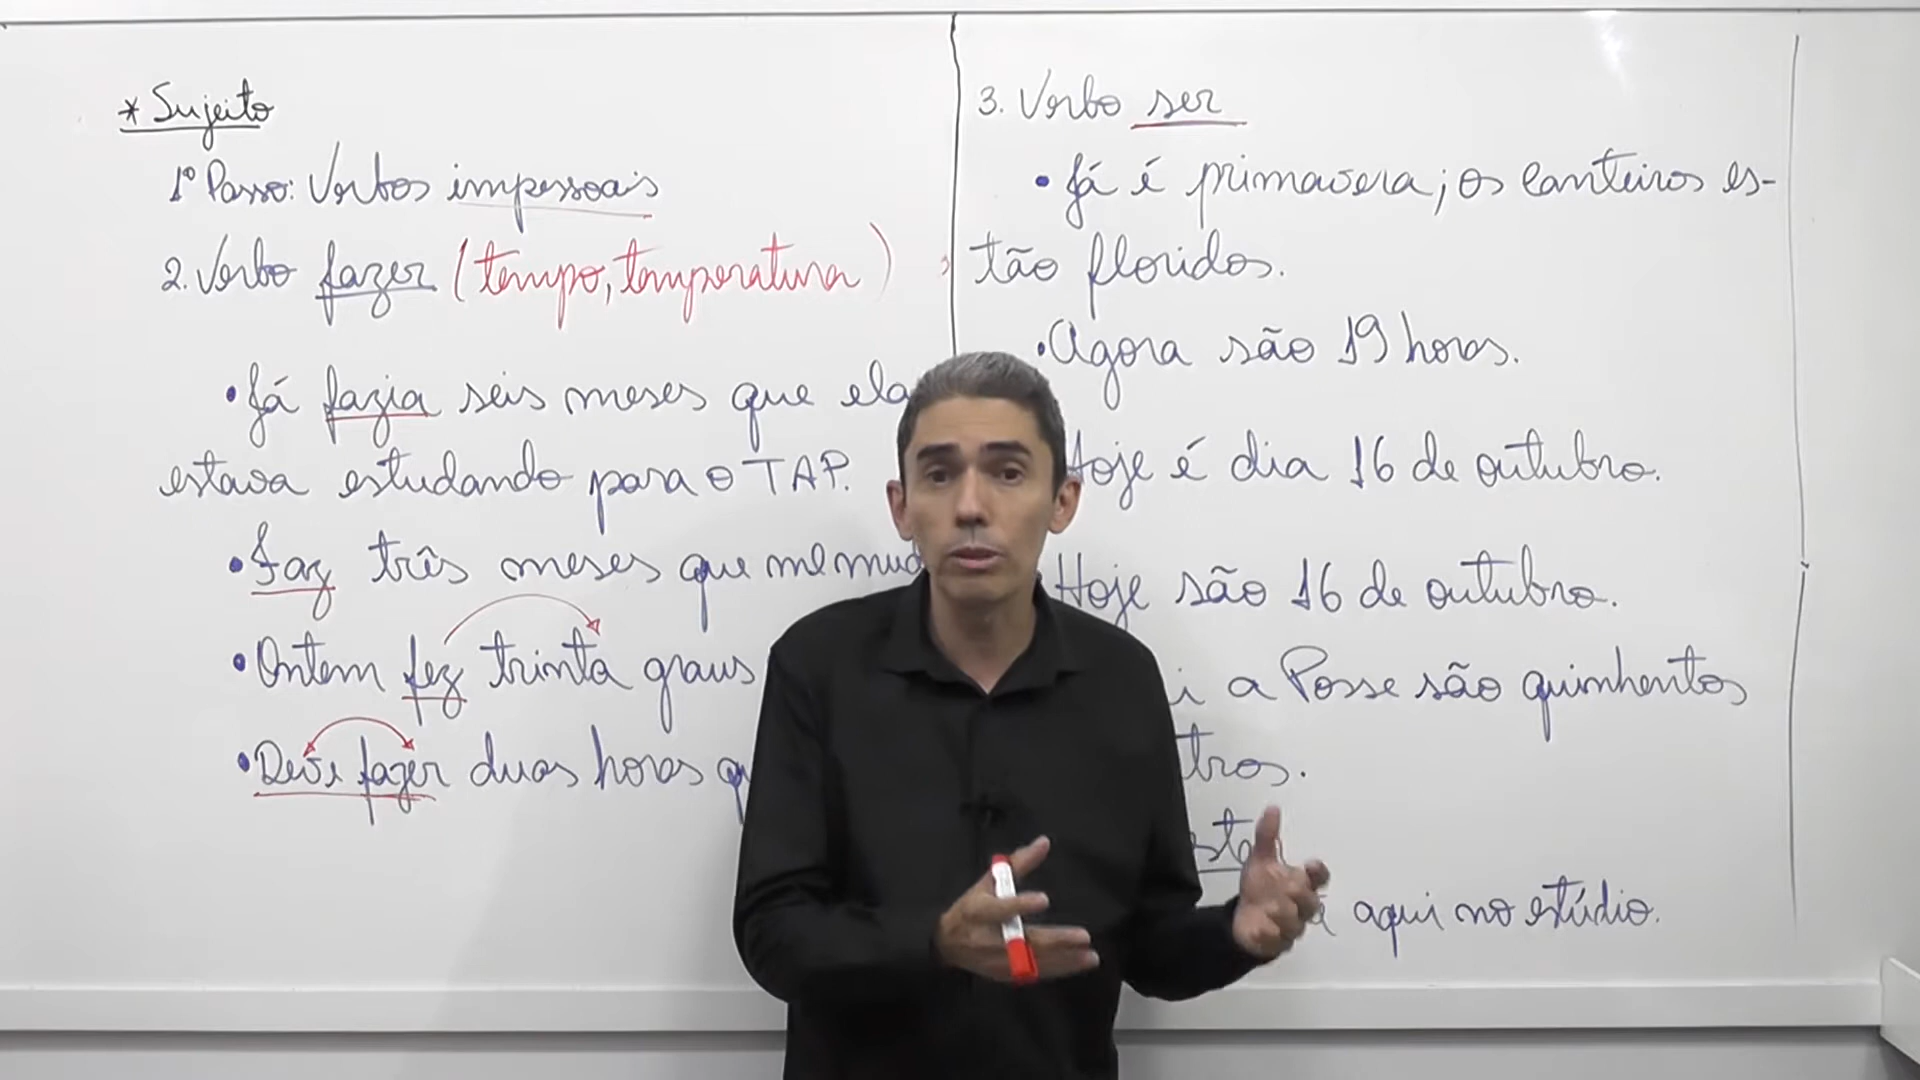 * Sujeito
1º Passo: Verbos impessoais
2. Verbo fazer (tempo, temperatura)
• Já fazia seis meses que ela
estava estudando para o TAP.
• Faz três meses que me mud
• Ontem fez trinta graus
• Deve fazer duas horas q
3. Verbo ser
• Já é primavera; os canteiros es-
tão floridos.
• Agora são 19 horas.
Hoje é dia 16 de outubro.
Hoje são 16 de outubro.
i a Posse são quinhentos
tros.
aqui no estúdio.